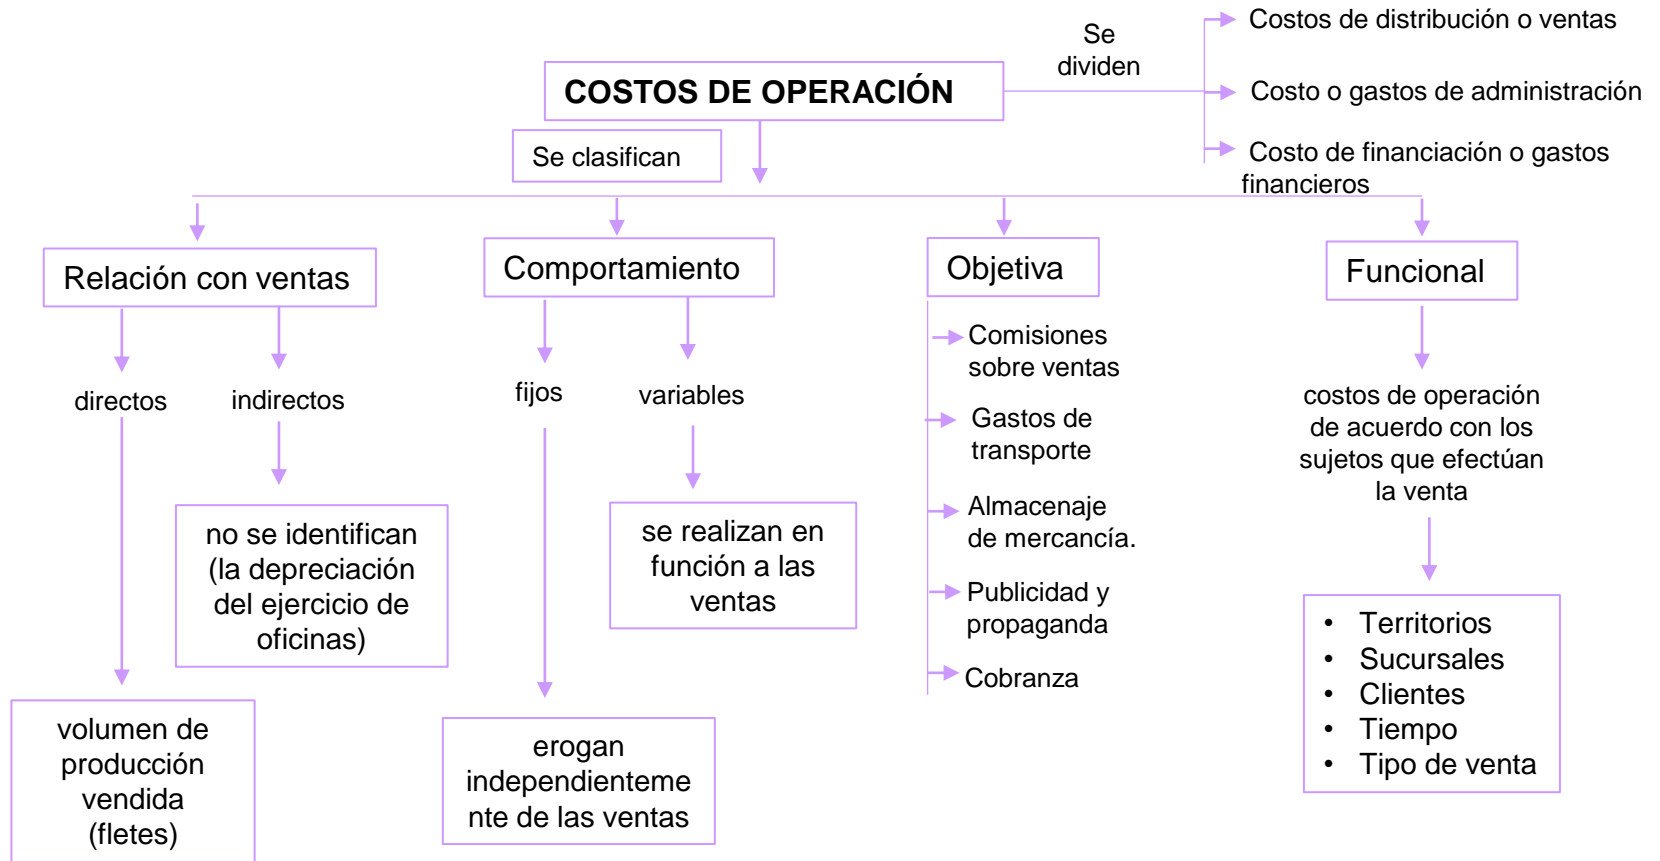 COSTOS DE OPERACIÓN
Se
dividen
Costos de distribución o ventas
Costo o gastos de administración
Costo de financiación o gastos
financieros
Se clasifican
Relación con ventas
directos
indirectos
volumen de
producción
vendida
(fletes)
no se identifican
(la depreciación
del ejercicio de
oficinas)
Comportamiento
fijos
variables
erogan
independienteme
nte de las ventas
se realizan en
función a las
ventas
Objetiva
Comisiones
sobre ventas
Gastos de
transporte
Almacenaje
de mercancía.
Publicidad y
propaganda
Cobranza
Funcional
costos de operación
de acuerdo con los
sujetos que efectúan
la venta
• Territorios
• Sucursales
• Clientes
• Tiempo
• Tipo de venta